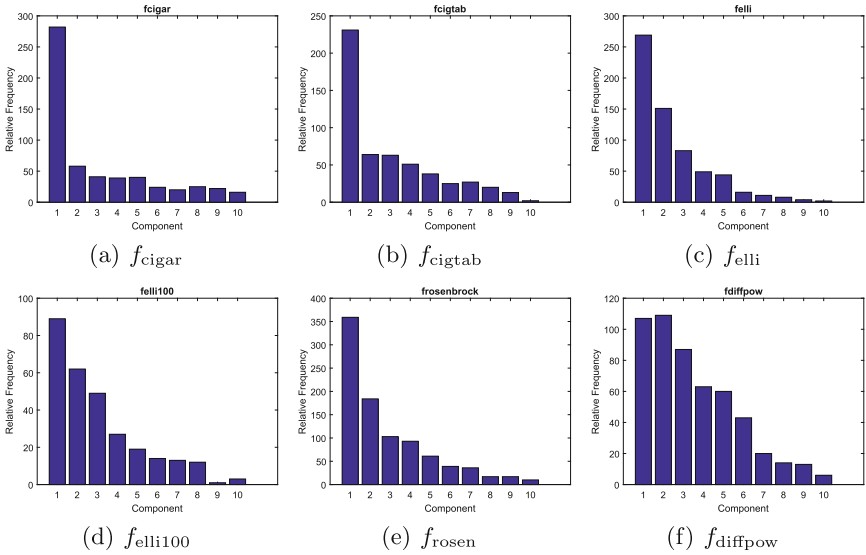 fcigar
300
250
200
150
100
50
0
Relative Frequency
1 2 3 4 5 6 7 8 9 10
Component
(a) fcigar
fcigtab
250
200
150
100
50
0
Relative Frequency
1 2 3 4 5 6 7 8 9 10
Component
(b) fcigtab
felli
300
250
200
150
100
50
0
Relative Frequency
1 2 3 4 5 6 7 8 9 10
Component
(c) felli
felli100
100
80
60
40
20
0
Relative Frequency
1 2 3 4 5 6 7 8 9 10
Component
(d) felli100
frosenbrock
400
350
300
250
200
150
100
50
0
Relative Frequency
1 2 3 4 5 6 7 8 9 10
Component
(e) frosen
fdiffpow
120
100
80
60
40
20
0
Relative Frequency
1 2 3 4 5 6 7 8 9 10
Component
(f) fdiffpow